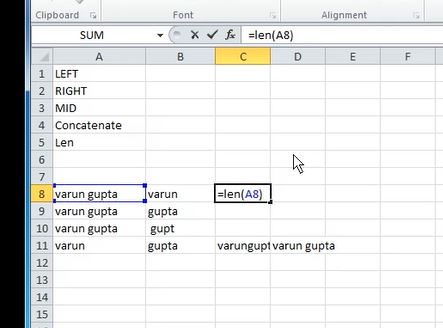 Clipboard Font Alignment
SUM =len(A8)
A B C D E F
1 LEFT
2 RIGHT
3 MID
4 Concatenate
5 Len
6
7
8 varun gupta varun =len(A8)
9 varun gupta gupta
10 varun gupta gupt
11 varun gupta varungupt varun gupta
12
13
14
15